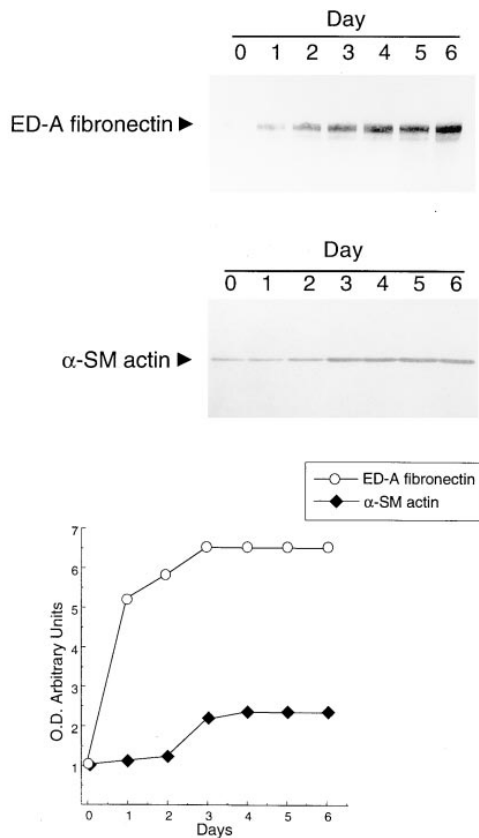 Day
0 1 2 3 4 5 6
ED-A fibronectin
Day
0 1 2 3 4 5 6
α-SM actin
ED-A fibronectin
α-SM actin
O.D. Arbitrary Units
7
6
5
4
3
2
1
0 1 2 3 4 5 6
Days